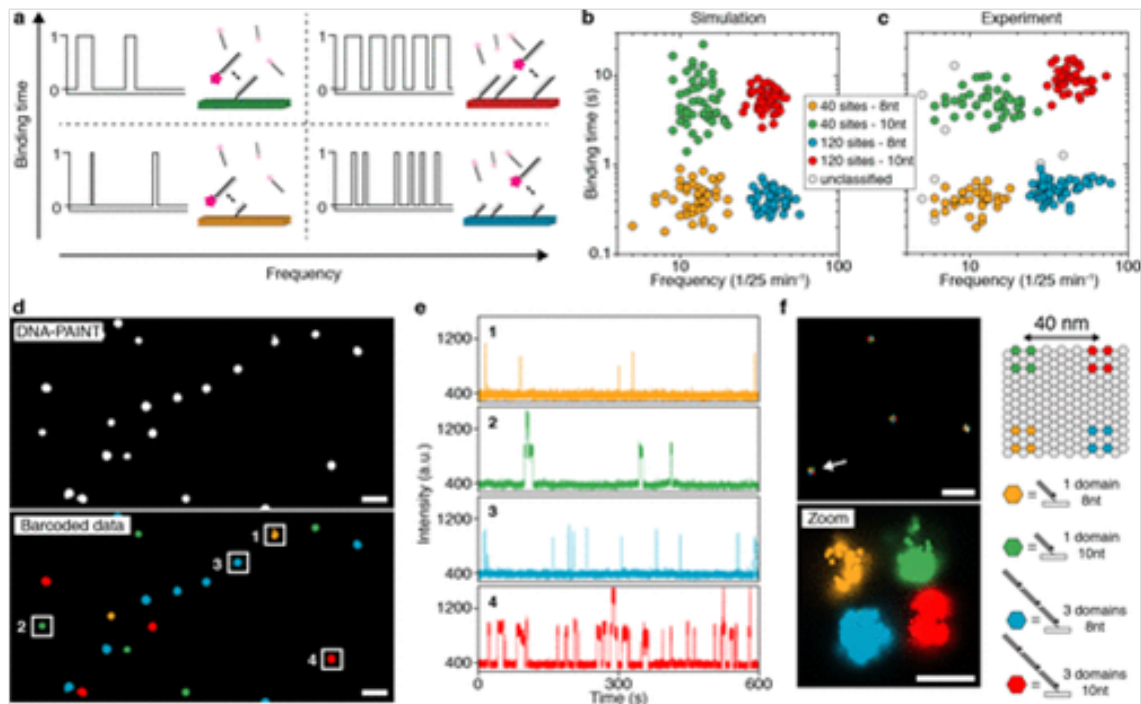 a
Binding time
1
0
1
0
1
0
1
0
Frequency
b
Simulation
Binding time (s)
10
1
0.1
10
100
Frequency (1/25 min⁻¹)
40 sites - 8nt
40 sites - 10nt
120 sites - 8nt
120 sites - 10nt
unclassified
c
Experiment
10
100
Frequency (1/25 min⁻¹)
d
DNA-PAINT
Barcoded data
1
3
2
4
e
Intensity (a.u.)
1200
400
1
1200
400
2
1200
400
3
1200
400
4
0
300
600
Time (s)
f
Zoom
40 nm
= 1 domain
8nt
= 1 domain
10nt
= 3 domains
8nt
= 3 domains
10nt